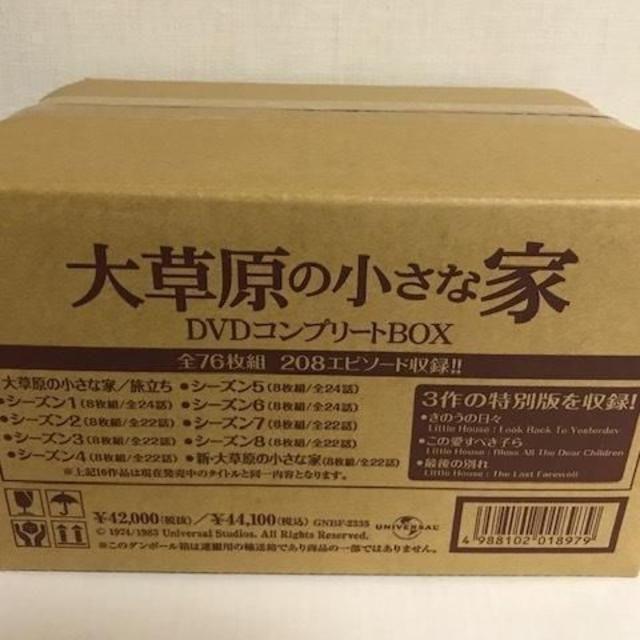 大草原の小さな家
DVDコンプリートBOX
全76枚組 208エピソード収録!!
大草原の小さな家/旅立ち
・シーズン1(8枚組/全24話)
・シーズン2(8枚組/全22話)
・シーズン3(8枚組/全22話)
・シーズン4(8枚組/全22話)
・シーズン5(8枚組/全24話)
・シーズン6(8枚組/全24話)
・シーズン7(8枚組/全22話)
・シーズン8(8枚組/全22話)
・新・大草原の小さな家(8枚組/全22話)
※上記10作品は現在発売中のタイトルと同一内容となります。
3作の特別版を収録!
●きのうの日々
Little House : Look Back To Yesterday
●この愛すべき子ら
Little House : Bless All The Dear Children
●最後の別れ
Little House : The Last Farewell
¥42,000(税抜)/¥44,100(税込) GNBF-2335
© 1974/1983 Universal Studios. All Rights Reserved.
※このダンボール箱は運搬用の輸送箱であり商品の一部ではありません。
UNIVERSAL
4 988102 018979